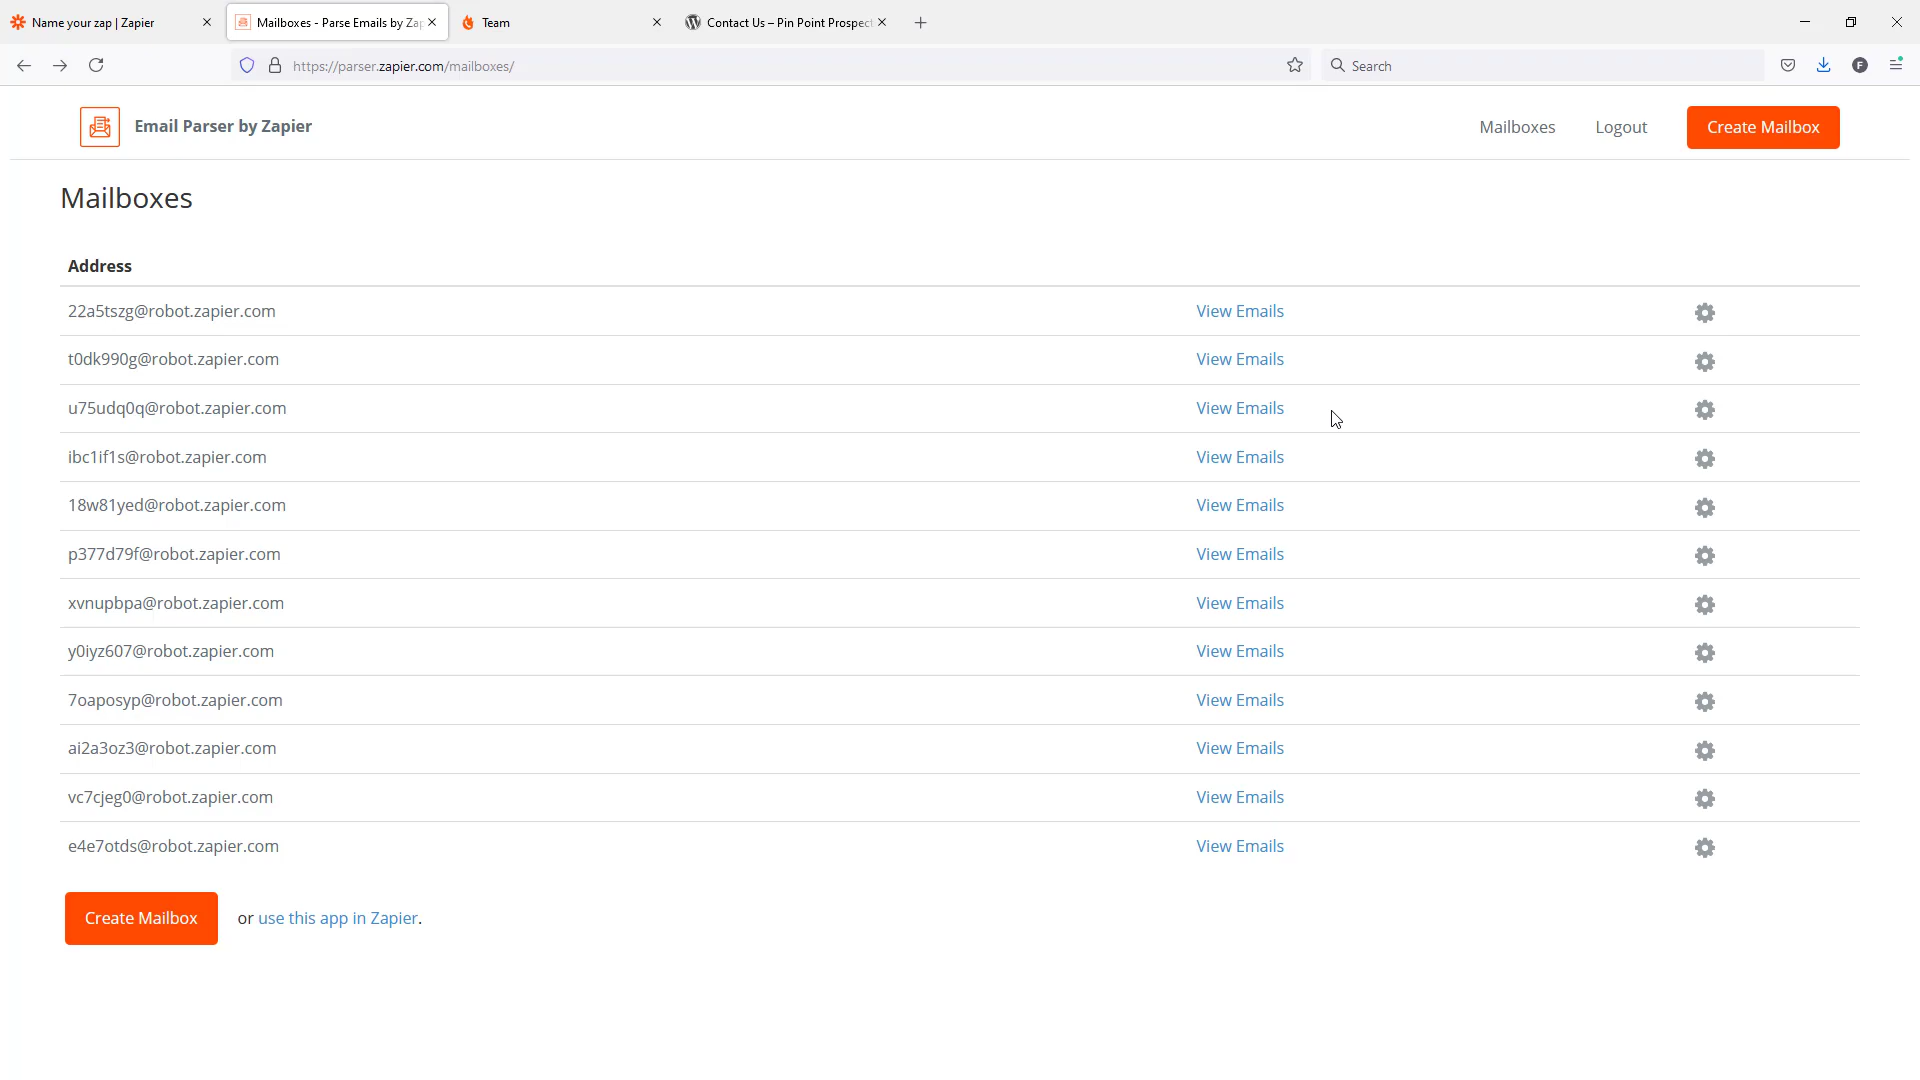 Name your zap | Zapier
Mailboxes - Parse Emails by Zap
Team
Contact Us – Pin Point Prospect
https://parser.zapier.com/mailboxes/
Search
F
Email Parser by Zapier
Mailboxes
Logout
Create Mailbox
Mailboxes
Address
22a5tszg@robot.zapier.com View Emails
t0dk990g@robot.zapier.com View Emails
u75udq0q@robot.zapier.com View Emails
ibc1if1s@robot.zapier.com View Emails
18w81yed@robot.zapier.com View Emails
p377d79f@robot.zapier.com View Emails
xvnupbpa@robot.zapier.com View Emails
y0iyz607@robot.zapier.com View Emails
7oaposyp@robot.zapier.com View Emails
ai2a3oz3@robot.zapier.com View Emails
vc7cjeg0@robot.zapier.com View Emails
e4e7otds@robot.zapier.com View Emails
Create Mailbox or use this app in Zapier.